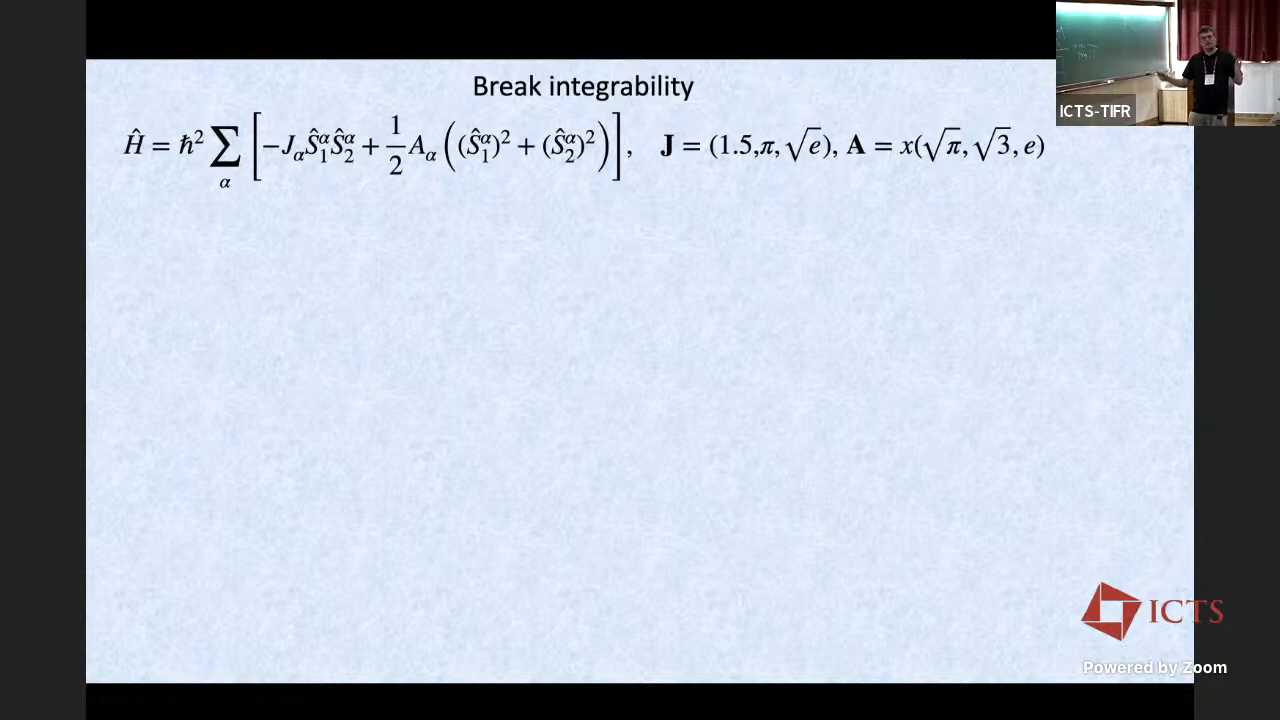 Break integrability
Ĥ = ℏ² ∑_α [ −J_α Ŝ₁^α Ŝ₂^α + 1/2 A_α ( (Ŝ₁^α)² + (Ŝ₂^α)² ) ],   𝐉 = (1.5,π,√e), 𝐀 = x(√π,√3,e)
ICTS-TIFR
ICTS
Powered by Zoom